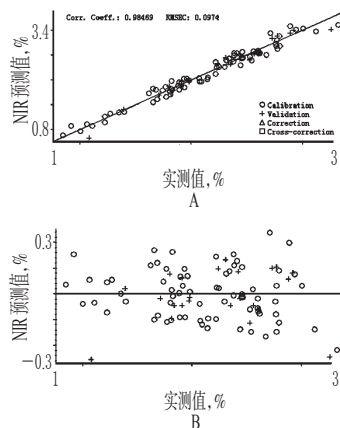 Corr. Coeff.: 0.98469 RMSEC: 0.0974
3.4
NIR 预测值, %
0.8
○ Calibration
+ Validation
△ Correction
□ Cross-correction
1
3
实测值, %
A
0.3
NIR 预测值, %
-0.3
1
3
实测值, %
B